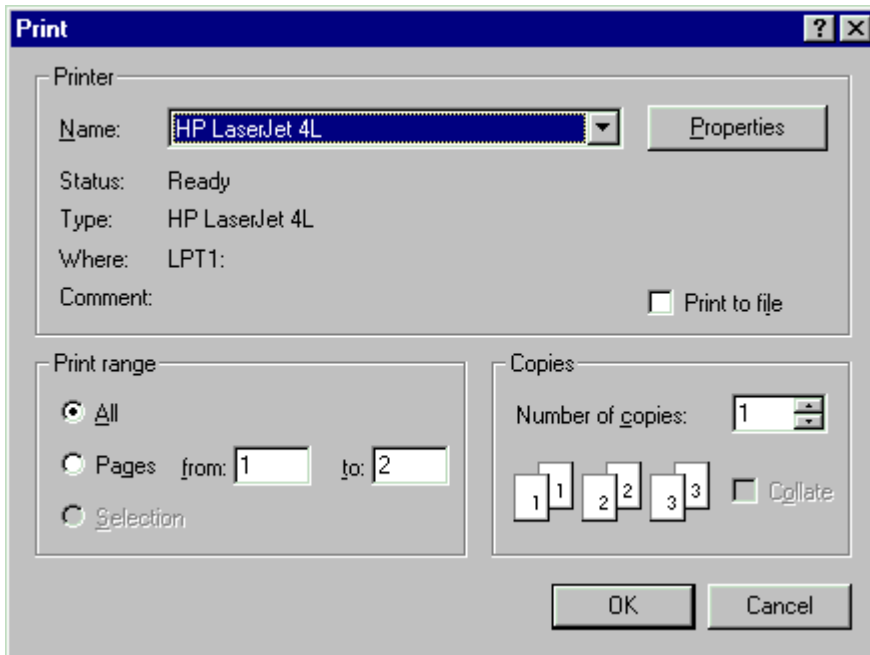 Print
Printer
Name: HP LaserJet 4L Properties
Status: Ready
Type: HP LaserJet 4L
Where: LPT1:
Comment:
Print to file
Print range
All
Pages from: 1 to: 2
Selection
Copies
Number of copies: 1
1 1 2 2 3 3 Collate
OK Cancel